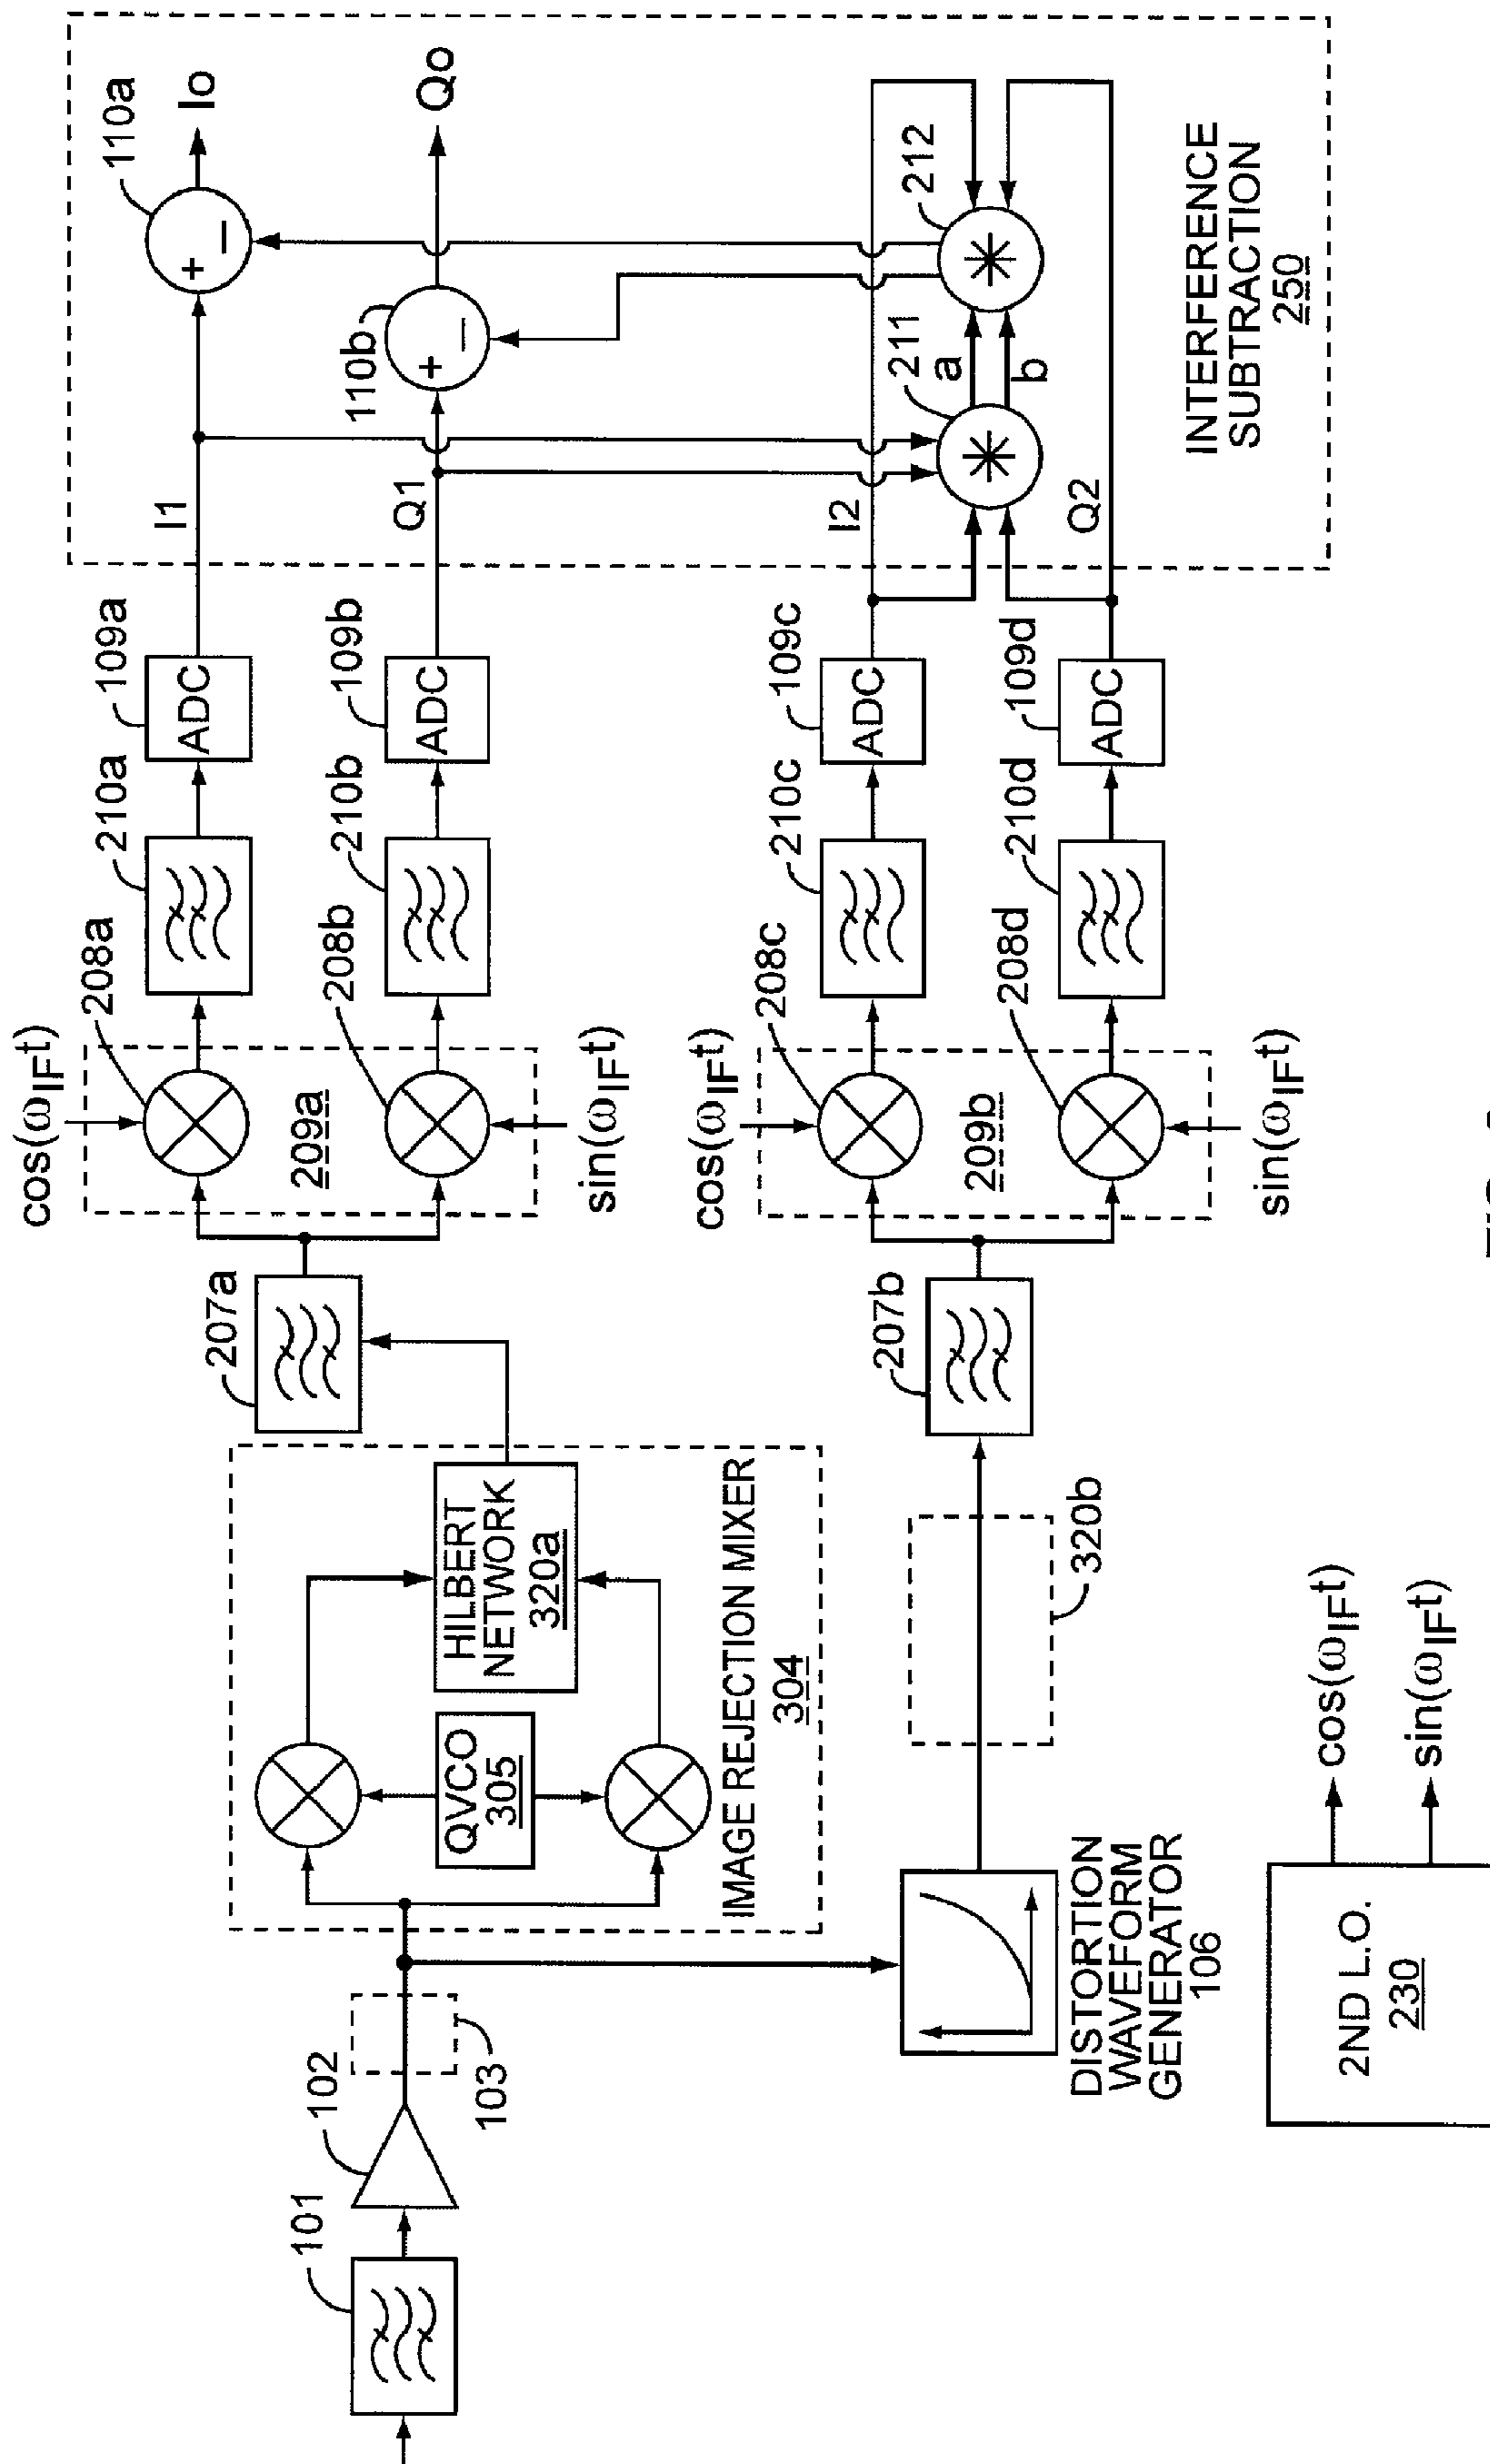 101
102
103
QVCO
305
HILBERT
NETWORK
320a
IMAGE REJECTION MIXER
304
207a
cos(ωIFt)
208a
209a
208b
sin(ωIFt)
210a
210b
ADC
109a
ADC
109b
I1
Q1
110a
+
−
Io
110b
+
−
Qo
DISTORTION
WAVEFORM
GENERATOR
106
320b
207b
cos(ωIFt)
208c
209b
208d
sin(ωIFt)
210c
210d
ADC
109c
ADC
109d
I2
Q2
211
a
b
212
INTERFERENCE
SUBTRACTION
250
2ND L.O.
230
cos(ωIFt)
sin(ωIFt)